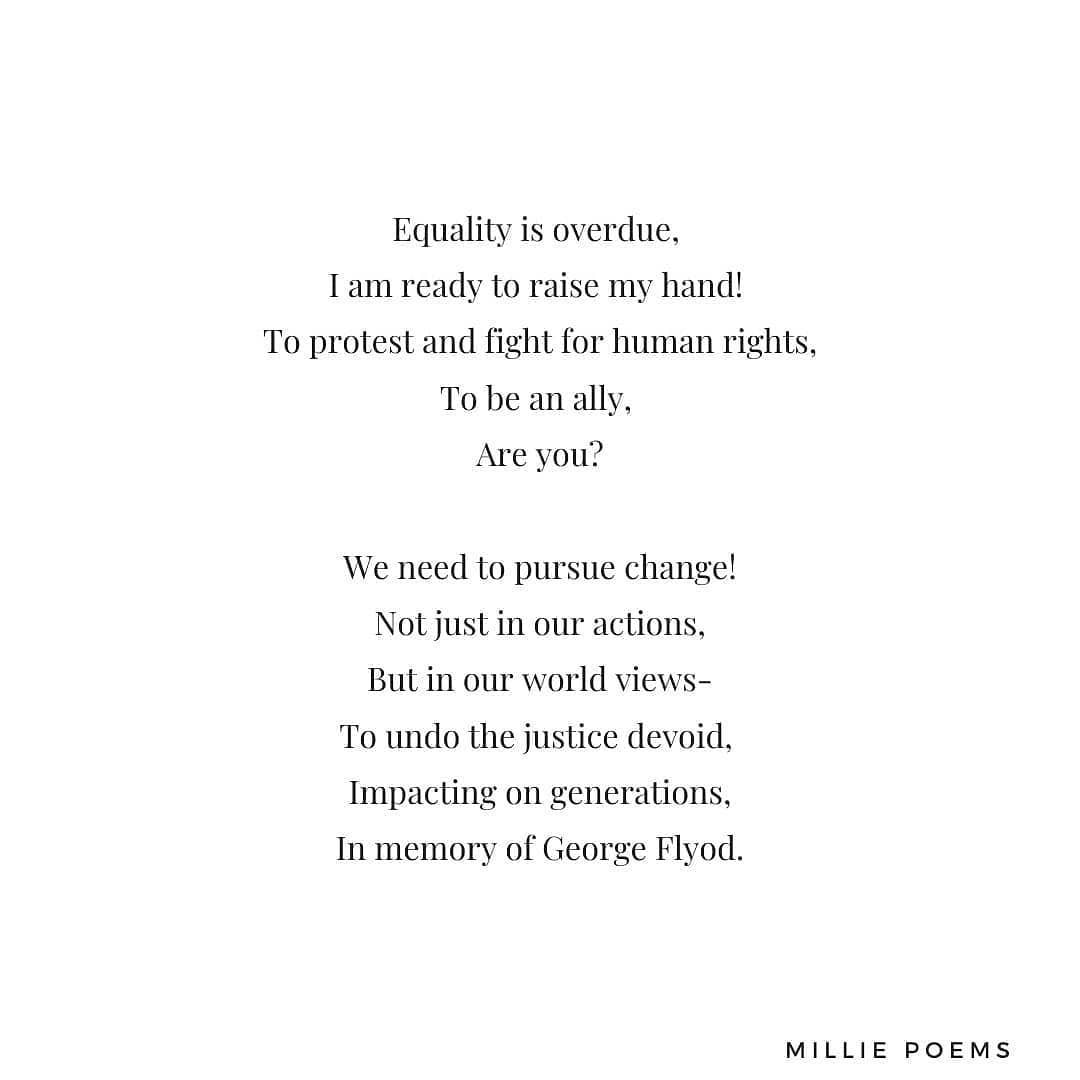 Equality is overdue,
I am ready to raise my hand!
To protest and fight for human rights,
To be an ally,
Are you?
We need to pursue change!
Not just in our actions,
But in our world views-
To undo the justice devoid,
Impacting on generations,
In memory of George Flyod.
MILLIE POEMS